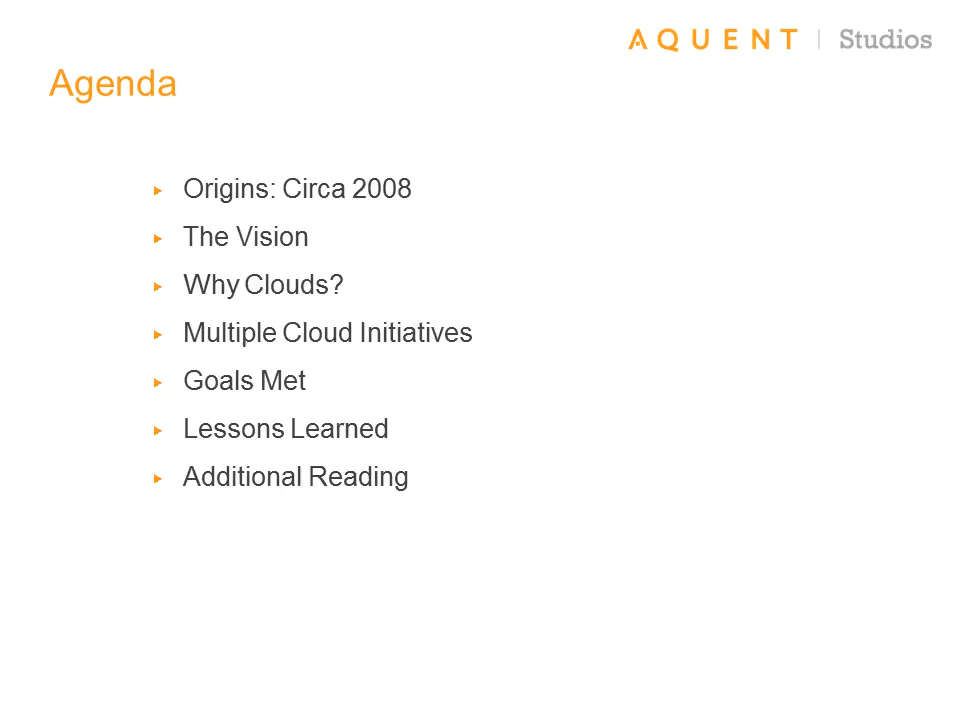 AQUENT | Studios
Agenda
Origins: Circa 2008
The Vision
Why Clouds?
Multiple Cloud Initiatives
Goals Met
Lessons Learned
Additional Reading